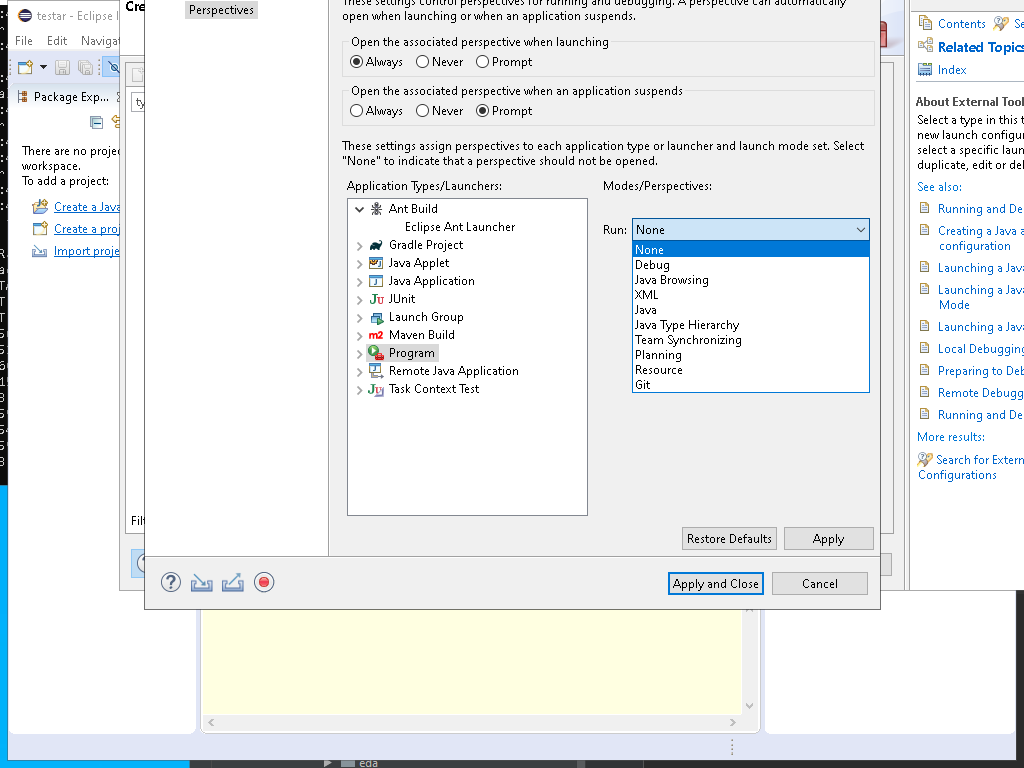 testar - Eclipse I
File Edit Navigat
Package Exp...
There are no proje
workspace.
To add a project:
Create a Java
Create a proj
Import proje
Cre
ty
Filt
Perspectives
These settings control perspectives for running and debugging. A perspective can automatically
open when launching or when an application suspends.
Open the associated perspective when launching
Always Never Prompt
Open the associated perspective when an application suspends
Always Never Prompt
These settings assign perspectives to each application type or launcher and launch mode set. Select
"None" to indicate that a perspective should not be opened.
Application Types/Launchers:
Ant Build
Eclipse Ant Launcher
Gradle Project
Java Applet
Java Application
JUnit
Launch Group
Maven Build
Program
Remote Java Application
Task Context Test
Modes/Perspectives:
Run: None
None
Debug
Java Browsing
XML
Java
Java Type Hierarchy
Team Synchronizing
Planning
Resource
Git
Restore Defaults Apply
Apply and Close Cancel
Contents Se
Related Topics
Index
About External Tool
Select a type in this t
new launch configur
select a specific laun
duplicate, edit or del
See also:
Running and De
Creating a Java a
configuration
Launching a Java
Launching a Java
Mode
Launching a Java
Local Debugging
Preparing to Deb
Remote Debugg
Running and De
More results:
Search for Extern
Configurations
eda